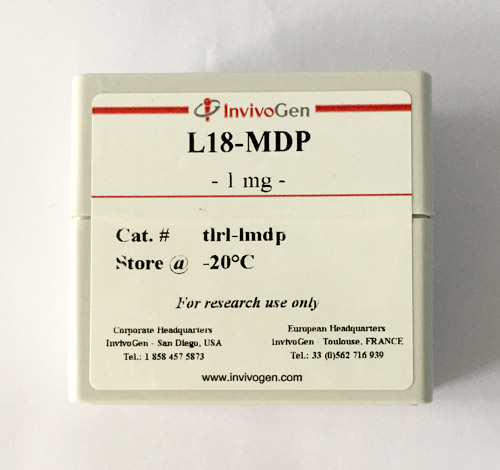 InvivoGen
L18-MDP
- 1 mg -
Cat. # tlrl-lmdp
Store @ -20°C
For research use only
Corporate Headquarters
InvivoGen - San Diego, USA
Tel.: 1 858 457 5873
European Headquarters
InvivoGen - Toulouse, FRANCE
Tel.: 33 (0)562 716 939
www.invivogen.com